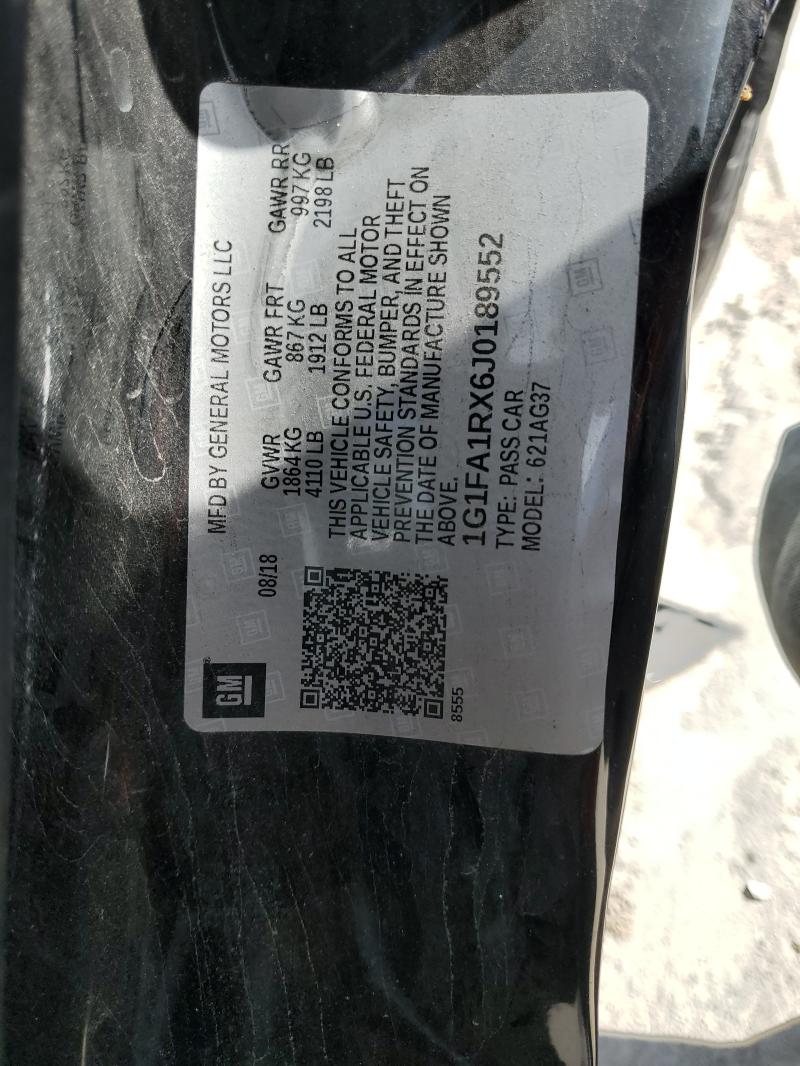 GM
MFD BY GENERAL MOTORS LLC
08/18
GVWR GAWR FRT GAWR RR
1864 KG 867 KG 997 KG
4110 LB 1912 LB 2198 LB
THIS VEHICLE CONFORMS TO ALL
APPLICABLE U.S. FEDERAL MOTOR
VEHICLE SAFETY, BUMPER, AND THEFT
PREVENTION STANDARDS IN EFFECT ON
THE DATE OF MANUFACTURE SHOWN
ABOVE.
1G1FA1RX6J0189552
TYPE: PASS CAR
MODEL: 621AG37
8555